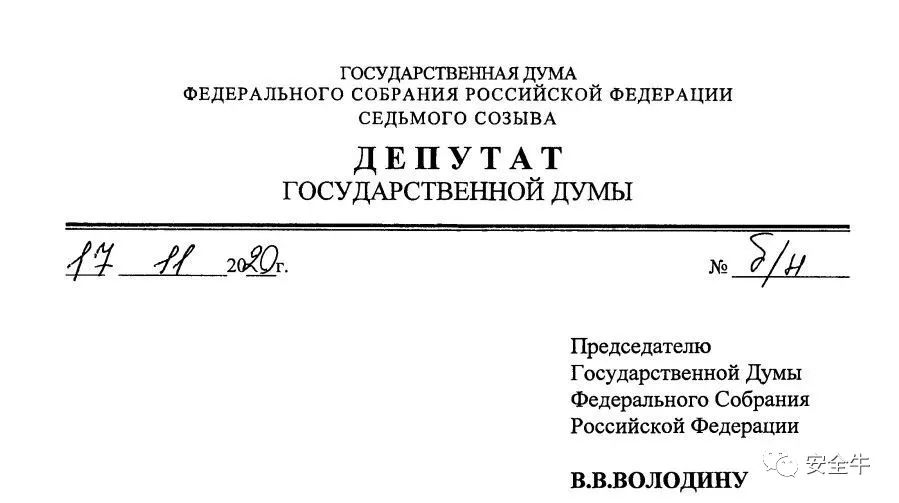 ГОСУДАРСТВЕННАЯ ДУМА
ФЕДЕРАЛЬНОГО СОБРАНИЯ РОССИЙСКОЙ ФЕДЕРАЦИИ
СЕДЬМОГО СОЗЫВА
ДЕПУТАТ
ГОСУДАРСТВЕННОЙ ДУМЫ
17 11 2020г. № б/н
Председателю
Государственной Думы
Федерального Собрания
Российской Федерации
В.В.ВОЛОДИНУ
安全牛